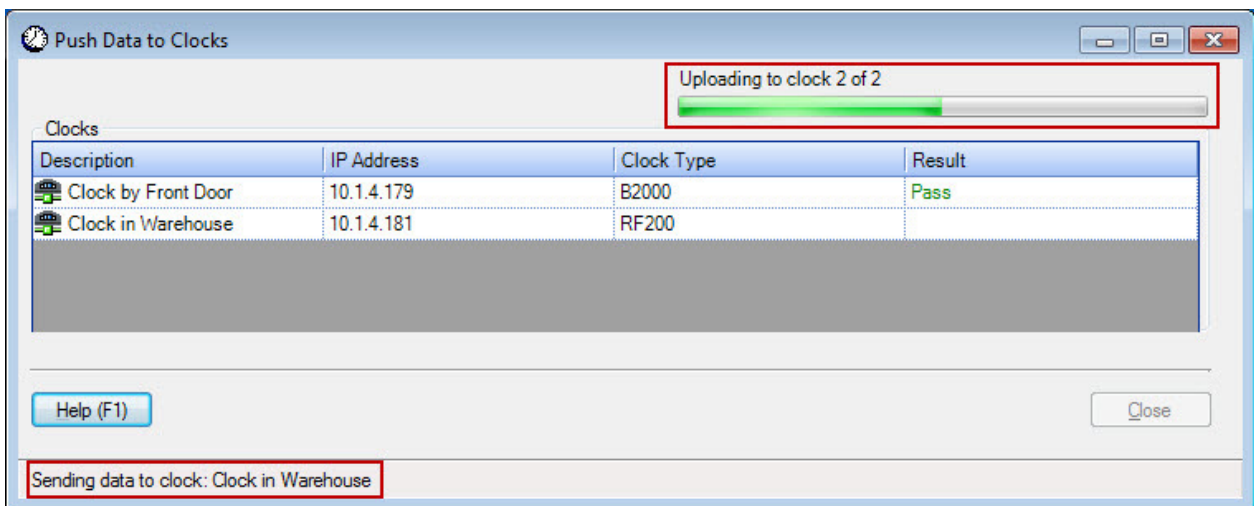 Push Data to Clocks
Uploading to clock 2 of 2
Clocks
Description IP Address Clock Type Result
Clock by Front Door 10.1.4.179 B2000 Pass
Clock in Warehouse 10.1.4.181 RF200
Help (F1) Close
Sending data to clock: Clock in Warehouse